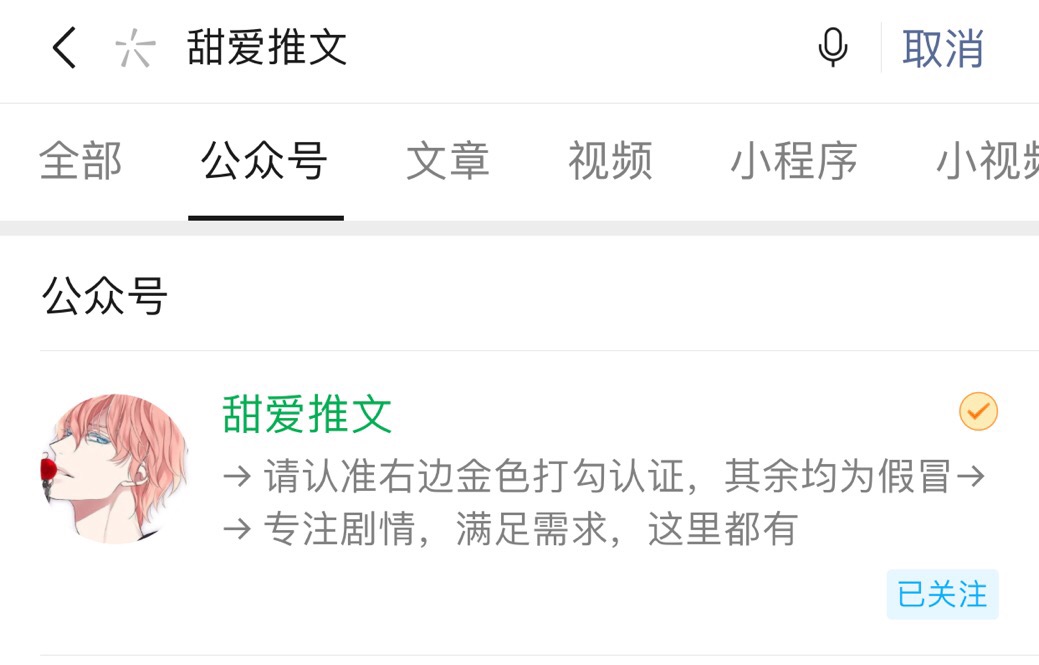 甜爱推文 取消
全部 公众号 文章 视频 小程序 小视频
公众号
甜爱推文
→ 请认准右边金色打勾认证，其余均为假冒→
→ 专注剧情，满足需求，这里都有
已关注